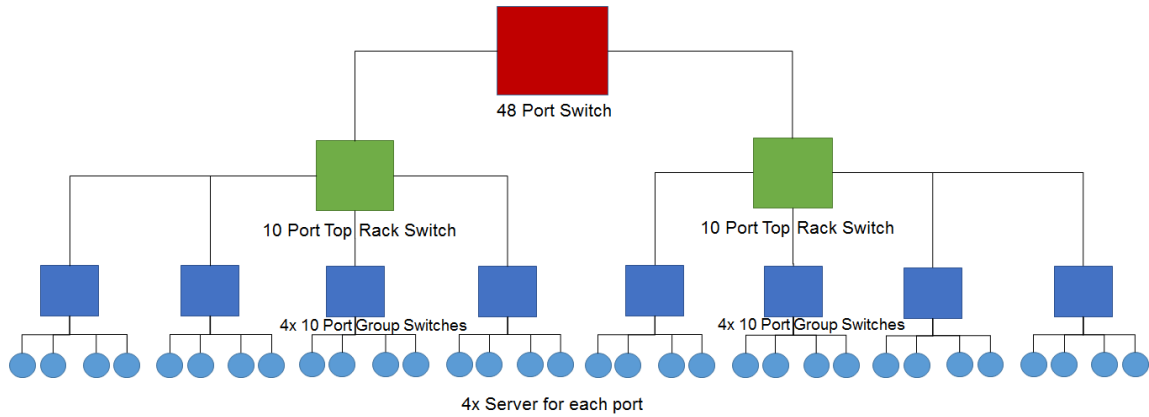 48 Port Switch
10 Port Top Rack Switch
10 Port Top Rack Switch
4x 10 Port Group Switches
4x 10 Port Group Switches
4x Server for each port